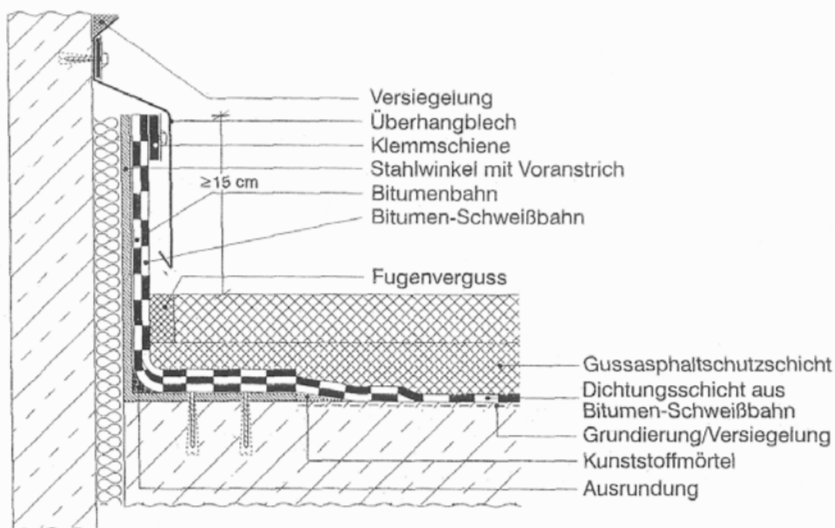 Versiegelung
Überhangblech
Klemmschiene
Stahlwinkel mit Voranstrich
≥15 cm
Bitumenbahn
Bitumen-Schweißbahn
Fugenverguss
Gussasphaltschutzschicht
Dichtungsschicht aus
Bitumen-Schweißbahn
Grundierung/Versiegelung
Kunststoffmörtel
Ausrundung